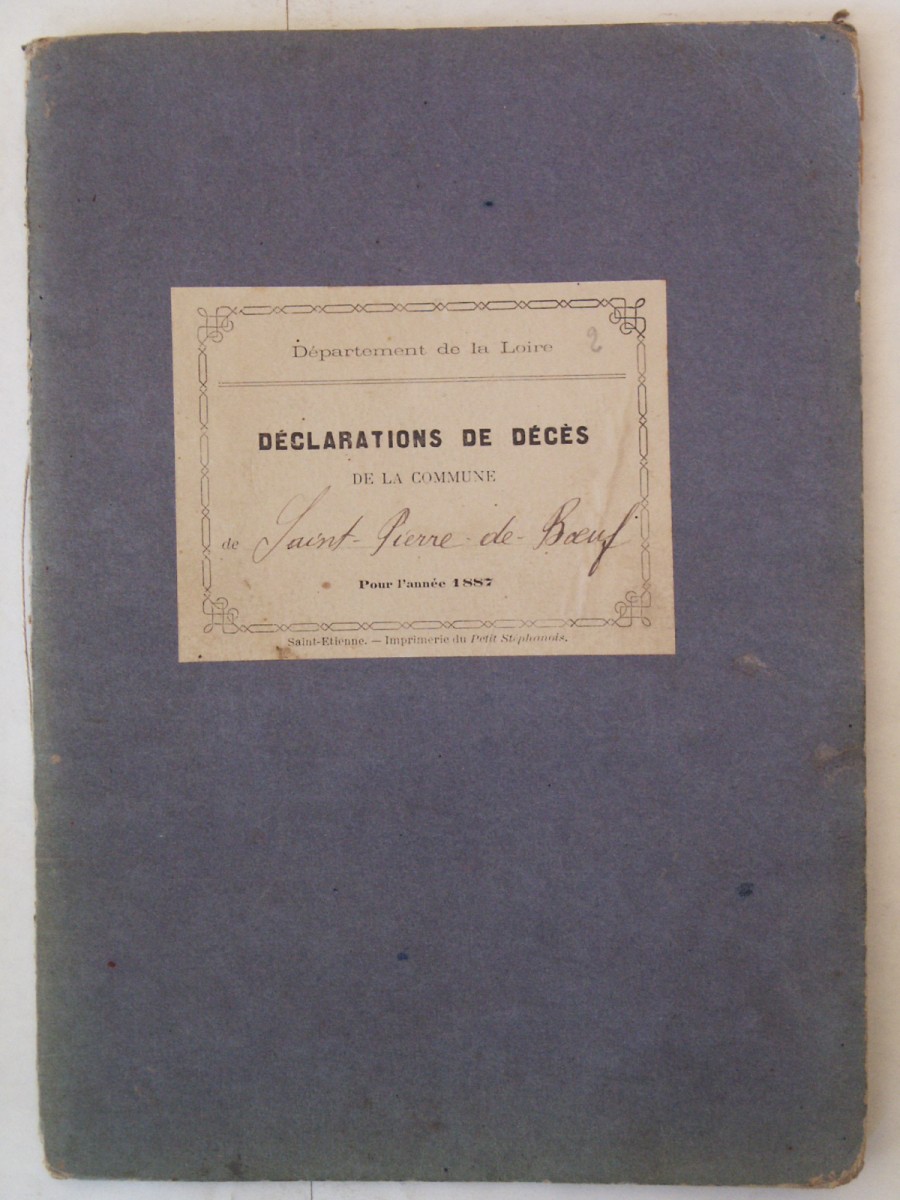 Département de la Loire 2
DÉCLARATIONS DE DÉCÈS
DE LA COMMUNE
de Saint-Pierre-de-Bœuf
Pour l'année 1887
Saint-Etienne. — Imprimerie du Petit Stéphanois.